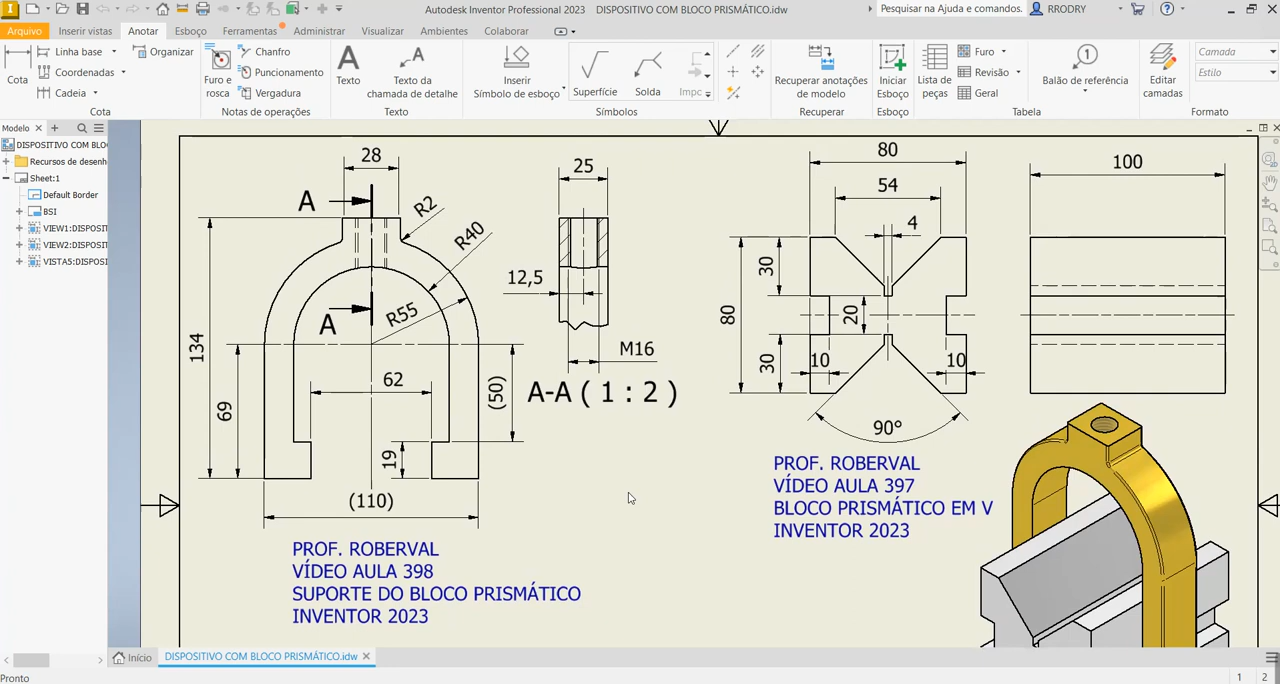 Autodesk Inventor Professional 2023 DISPOSITIVO COM BLOCO PRISMÁTICO.idw
Pesquisar na Ajuda e comandos.
RRODRY
Arquivo
Inserir vistas
Anotar
Esboço
Ferramentas
Administrar
Visualizar
Ambientes
Colaborar
Cota
Linha base
Coordenadas
Cadeia
Organizar
Cota
Furo e rosca
Chanfro
Puncionamento
Vergadura
Notas de operações
Texto
Texto da chamada de detalhe
Texto
Inserir
Símbolo de esboço
Superfície
Solda
Impc
Símbolos
Recuperar anotações de modelo
Recuperar
Iniciar Esboço
Esboço
Lista de peças
Furo
Revisão
Geral
Balão de referência
Tabela
Editar camadas
Camada
Estilo
Formato
Modelo
DISPOSITIVO COM BLO
Recursos de desenh
Sheet:1
Default Border
BSI
VIEW1:DISPOSIT
VIEW2:DISPOSIT
VISTA5:DISPOSI
28
A
R2
R40
134
A
R55
62
69
(50)
19
(110)
25
12,5
M16
A-A ( 1 : 2 )
80
54
4
30
80
20
30
10
10
90°
100
PROF. ROBERVAL
VÍDEO AULA 397
BLOCO PRISMÁTICO EM V
INVENTOR 2023
PROF. ROBERVAL
VÍDEO AULA 398
SUPORTE DO BLOCO PRISMÁTICO
INVENTOR 2023
Início
DISPOSITIVO COM BLOCO PRISMÁTICO.idw
Pronto
1
2